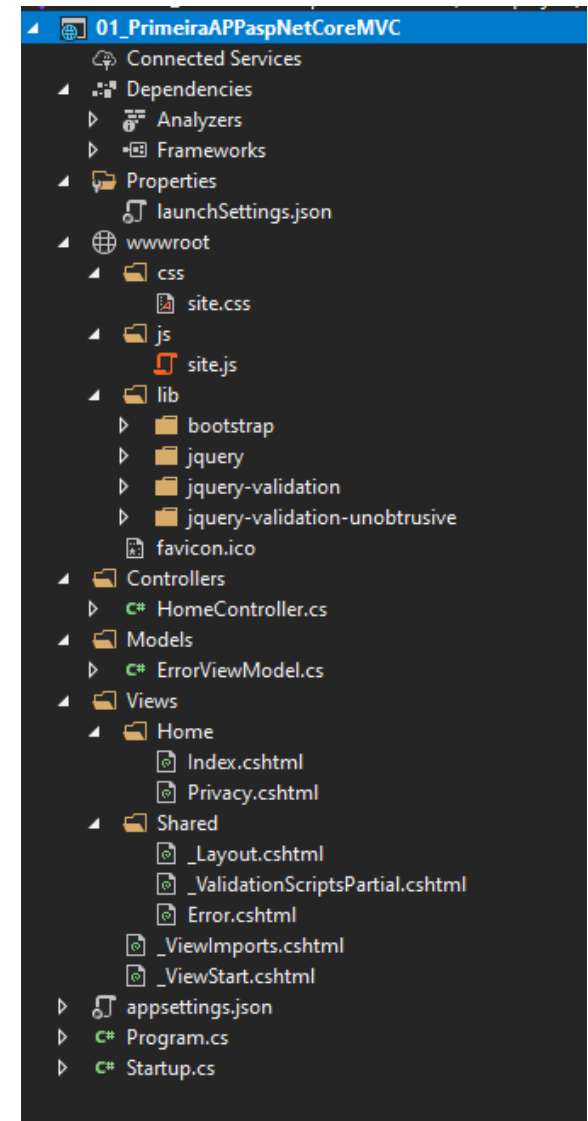 01_PrimeiraAPPaspNetCoreMVC
Connected Services
Dependencies
Analyzers
Frameworks
Properties
launchSettings.json
wwwroot
css
site.css
js
site.js
lib
bootstrap
jquery
jquery-validation
jquery-validation-unobtrusive
favicon.ico
Controllers
C# HomeController.cs
Models
C# ErrorViewModel.cs
Views
Home
Index.cshtml
Privacy.cshtml
Shared
_Layout.cshtml
_ValidationScriptsPartial.cshtml
Error.cshtml
_ViewImports.cshtml
_ViewStart.cshtml
appsettings.json
C# Program.cs
C# Startup.cs